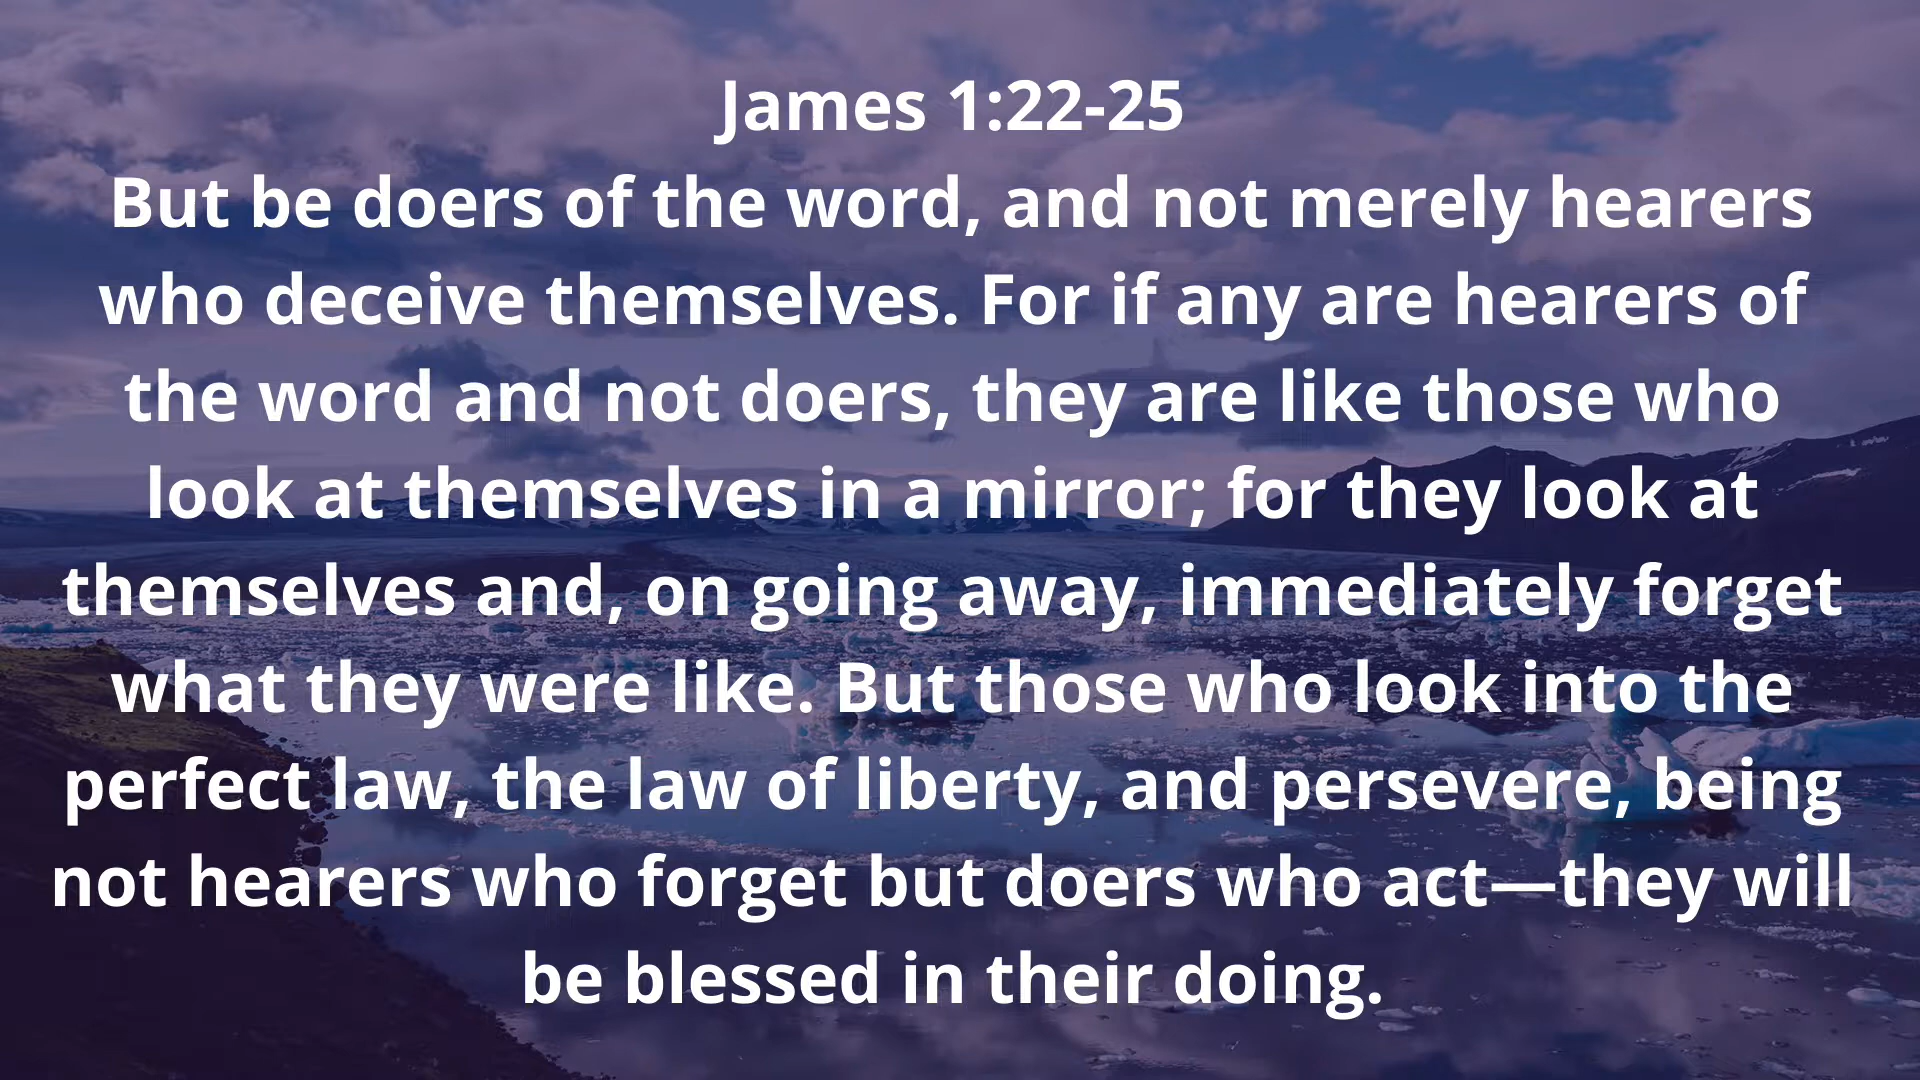 James 1:22-25
But be doers of the word, and not merely hearers
who deceive themselves. For if any are hearers of
the word and not doers, they are like those who
look at themselves in a mirror; for they look at
themselves and, on going away, immediately forget
what they were like. But those who look into the
perfect law, the law of liberty, and persevere, being
not hearers who forget but doers who act—they will
be blessed in their doing.